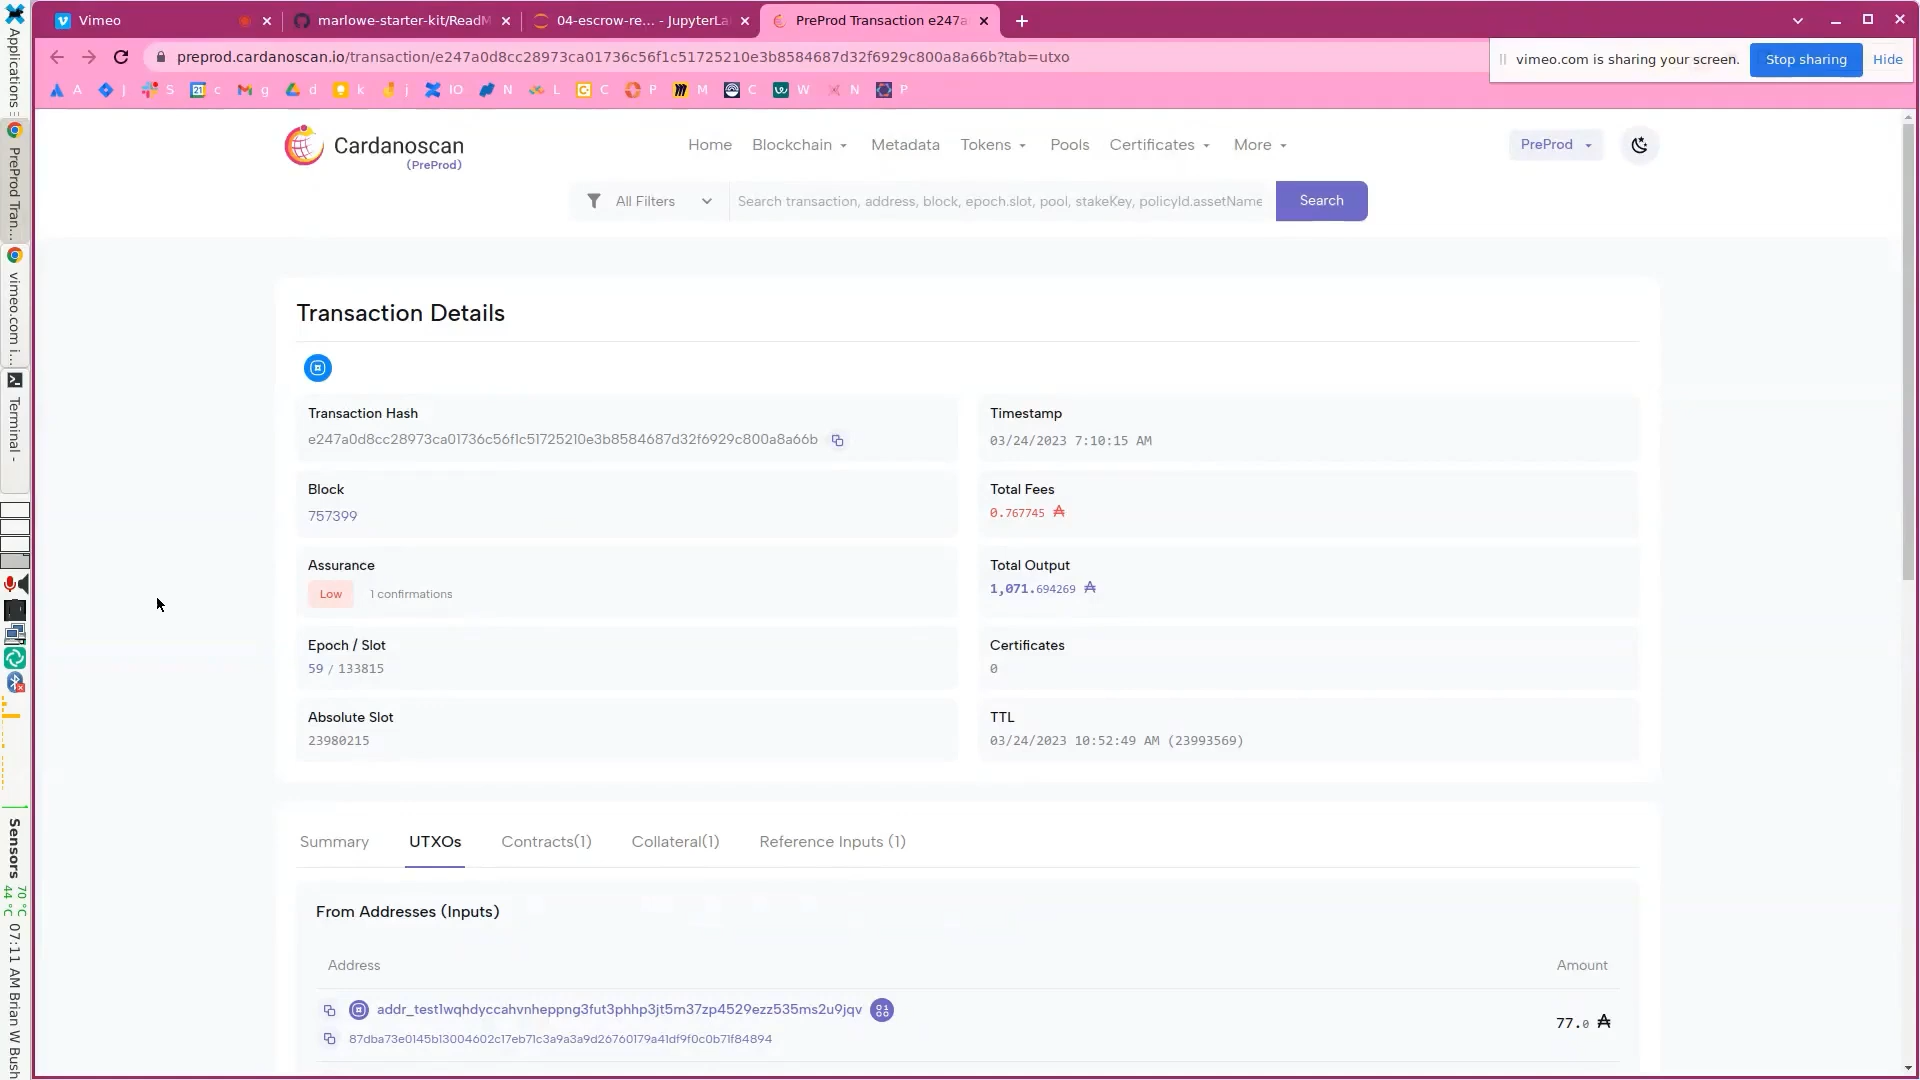 Applications
Vimeo
marlowe-starter-kit/ReadM
04-escrow-re... - JupyterLa
PreProd Transaction e247a
preprod.cardanoscan.io/transaction/e247a0d8cc28973ca01736c56f1c51725210e3b8584687d32f6929c800a8a66b?tab=utxo
vimeo.com is sharing your screen.
Stop sharing
Hide
A J S c g d k j IO N L C P M C W N P
Cardanoscan
(PreProd)
Home Blockchain Metadata Tokens Pools Certificates More
PreProd
All Filters
Search transaction, address, block, epoch.slot, pool, stakeKey, policyId.assetName
Search
Transaction Details
Transaction Hash
e247a0d8cc28973ca01736c56f1c51725210e3b8584687d32f6929c800a8a66b
Timestamp
03/24/2023 7:10:15 AM
Block
757399
Total Fees
0.767745 ₳
Assurance
Low 1 confirmations
Total Output
1,071.694269 ₳
Epoch / Slot
59 / 133815
Certificates
0
Absolute Slot
23980215
TTL
03/24/2023 10:52:49 AM (23993569)
Summary UTXOs Contracts(1) Collateral(1) Reference Inputs (1)
From Addresses (Inputs)
Address Amount
addr_test1wqhdyccahvnheppng3fut3phhp3jt5m37zp4529ezz535ms2u9jqv
77.0 ₳
87dba73e0145b13004602c17eb71c3a9a3a9d26760179a41df9f0c0b71f84894
PreProd Tran...
vimeo.com i...
Terminal -
Sensors
70 °C
44 °C
07:11 AM
Brian W Bush